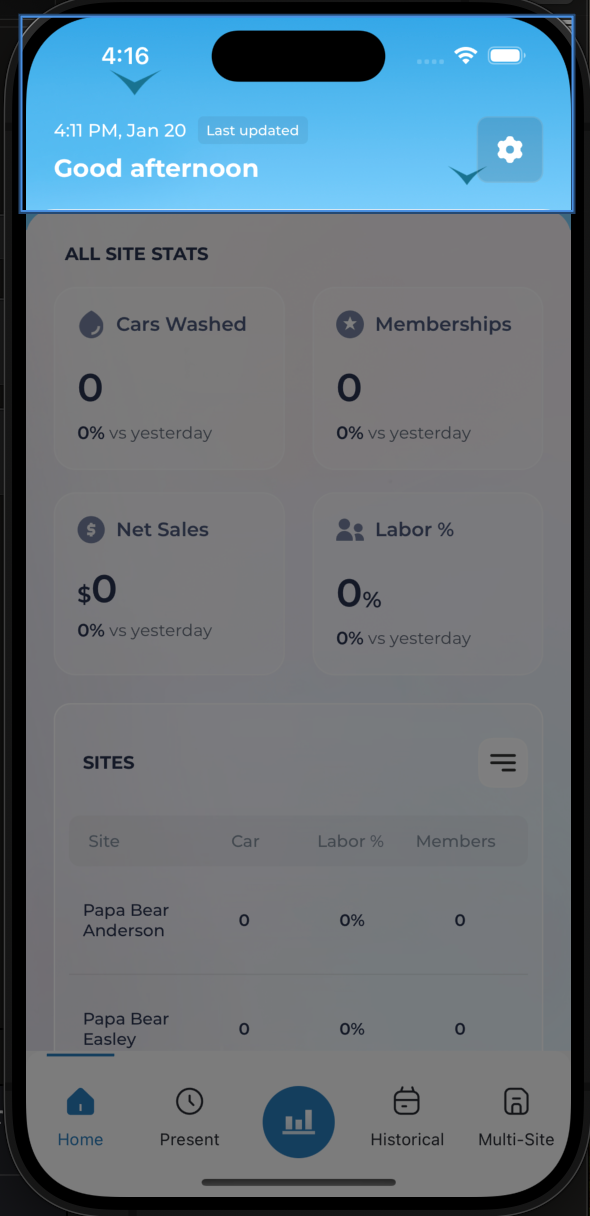 4:16
4:11 PM, Jan 20 Last updated
Good afternoon
ALL SITE STATS
Cars Washed
0
0% vs yesterday
Memberships
0
0% vs yesterday
Net Sales
$0
0% vs yesterday
Labor %
0%
0% vs yesterday
SITES
Site Car Labor % Members
Papa Bear
Anderson 0 0% 0
Papa Bear
Easley 0 0% 0
Home Present Historical Multi-Site